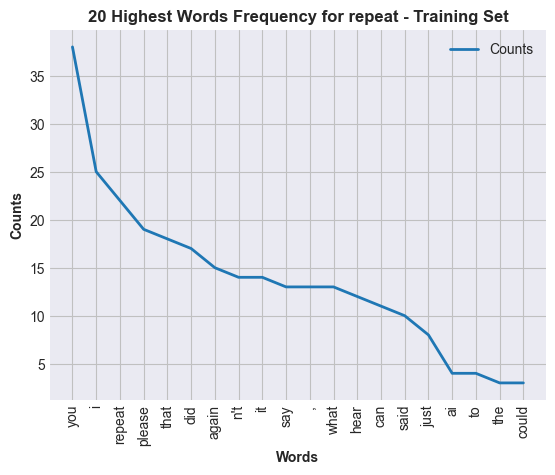 20 Highest Words Frequency for repeat - Training Set
Counts
Counts
35
30
25
20
15
10
5
you
i
repeat
please
that
did
again
n't
it
say
,
what
hear
can
said
just
ai
to
the
could
Words